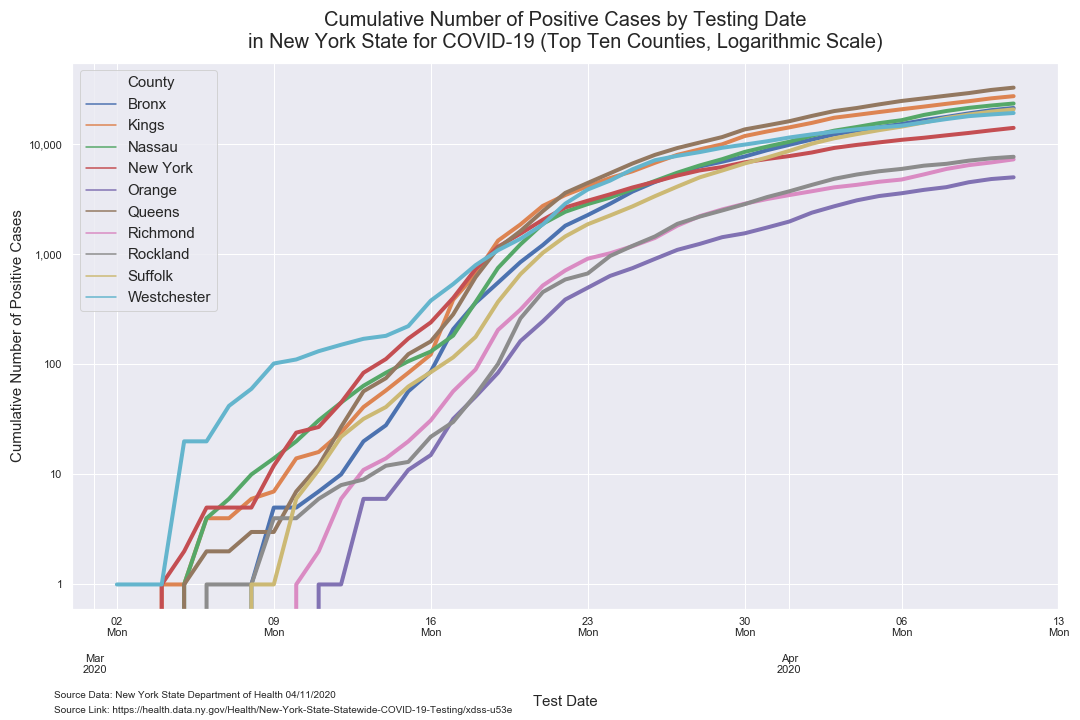 Cumulative Number of Positive Cases by Testing Date
in New York State for COVID-19 (Top Ten Counties, Logarithmic Scale)
County
Bronx
Kings
Nassau
New York
Orange
Queens
Richmond
Rockland
Suffolk
Westchester
Cumulative Number of Positive Cases
10,000
1,000
100
10
1
02 09 16 23 30 06 13
Mon Mon Mon Mon Mon Mon Mon
Mar Apr
2020 2020
Test Date
Source Data: New York State Department of Health 04/11/2020
Source Link: https://health.data.ny.gov/Health/New-York-State-Statewide-COVID-19-Testing/xdss-u53e